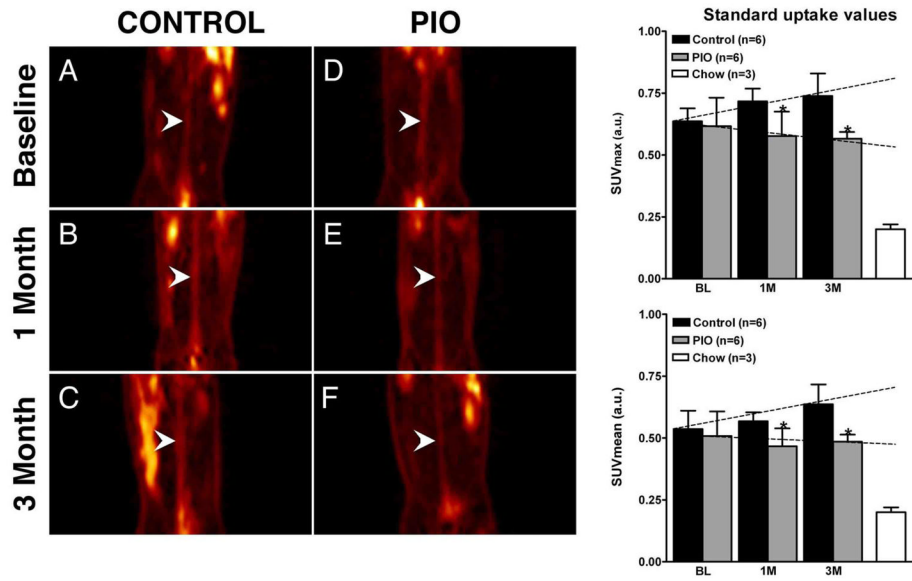 CONTROL PIO
Baseline
1 Month
3 Month
A
D
B
E
C
F
Standard uptake values
Control (n=6)
PIO (n=6)
Chow (n=3)
SUVmax (a.u.)
1.00
0.75
0.50
0.25
0.00
*
*
BL 1M 3M
Control (n=6)
PIO (n=6)
Chow (n=3)
SUVmean (a.u.)
1.00
0.75
0.50
0.25
0.00
*
*
BL 1M 3M